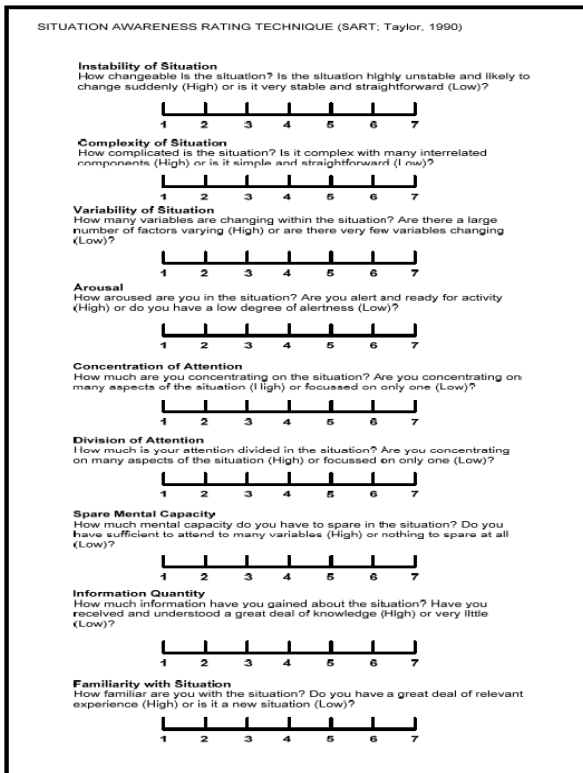 SITUATION AWARENESS RATING TECHNIQUE (SART; Taylor, 1990)
Instability of Situation
How changeable is the situation? Is the situation highly unstable and likely to
change suddenly (High) or is it very stable and straightforward (Low)?
1 2 3 4 5 6 7
Complexity of Situation
How complicated is the situation? Is it complex with many interrelated
components (High) or is it simple and straightforward (Low)?
1 2 3 4 5 6 7
Variability of Situation
How many variables are changing within the situation? Are there a large
number of factors varying (High) or are there very few variables changing
(Low)?
1 2 3 4 5 6 7
Arousal
How aroused are you in the situation? Are you alert and ready for activity
(High) or do you have a low degree of alertness (Low)?
1 2 3 4 5 6 7
Concentration of Attention
How much are you concentrating on the situation? Are you concentrating on
many aspects of the situation (High) or focussed on only one (Low)?
1 2 3 4 5 6 7
Division of Attention
How much is your attention divided in the situation? Are you concentrating
on many aspects of the situation (High) or focussed on only one (Low)?
1 2 3 4 5 6 7
Spare Mental Capacity
How much mental capacity do you have to spare in the situation? Do you
have sufficient to attend to many variables (High) or nothing to spare at all
(Low)?
1 2 3 4 5 6 7
Information Quantity
How much information have you gained about the situation? Have you
received and understood a great deal of knowledge (High) or very little
(Low)?
1 2 3 4 5 6 7
Familiarity with Situation
How familiar are you with the situation? Do you have a great deal of relevant
experience (High) or is it a new situation (Low)?
1 2 3 4 5 6 7